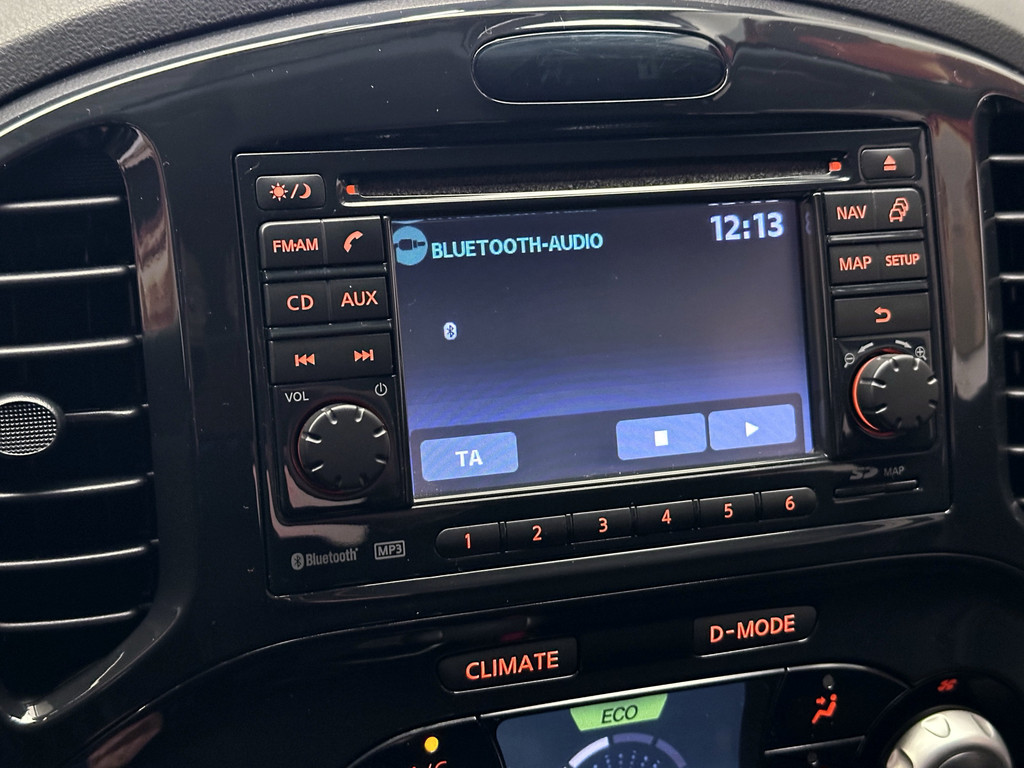 FM·AM
CD
AUX
VOL
BLUETOOTH-AUDIO
12:13
TA
NAV
MAP
SETUP
MAP
Bluetooth
MP3
1
2
3
4
5
6
CLIMATE
D-MODE
ECO